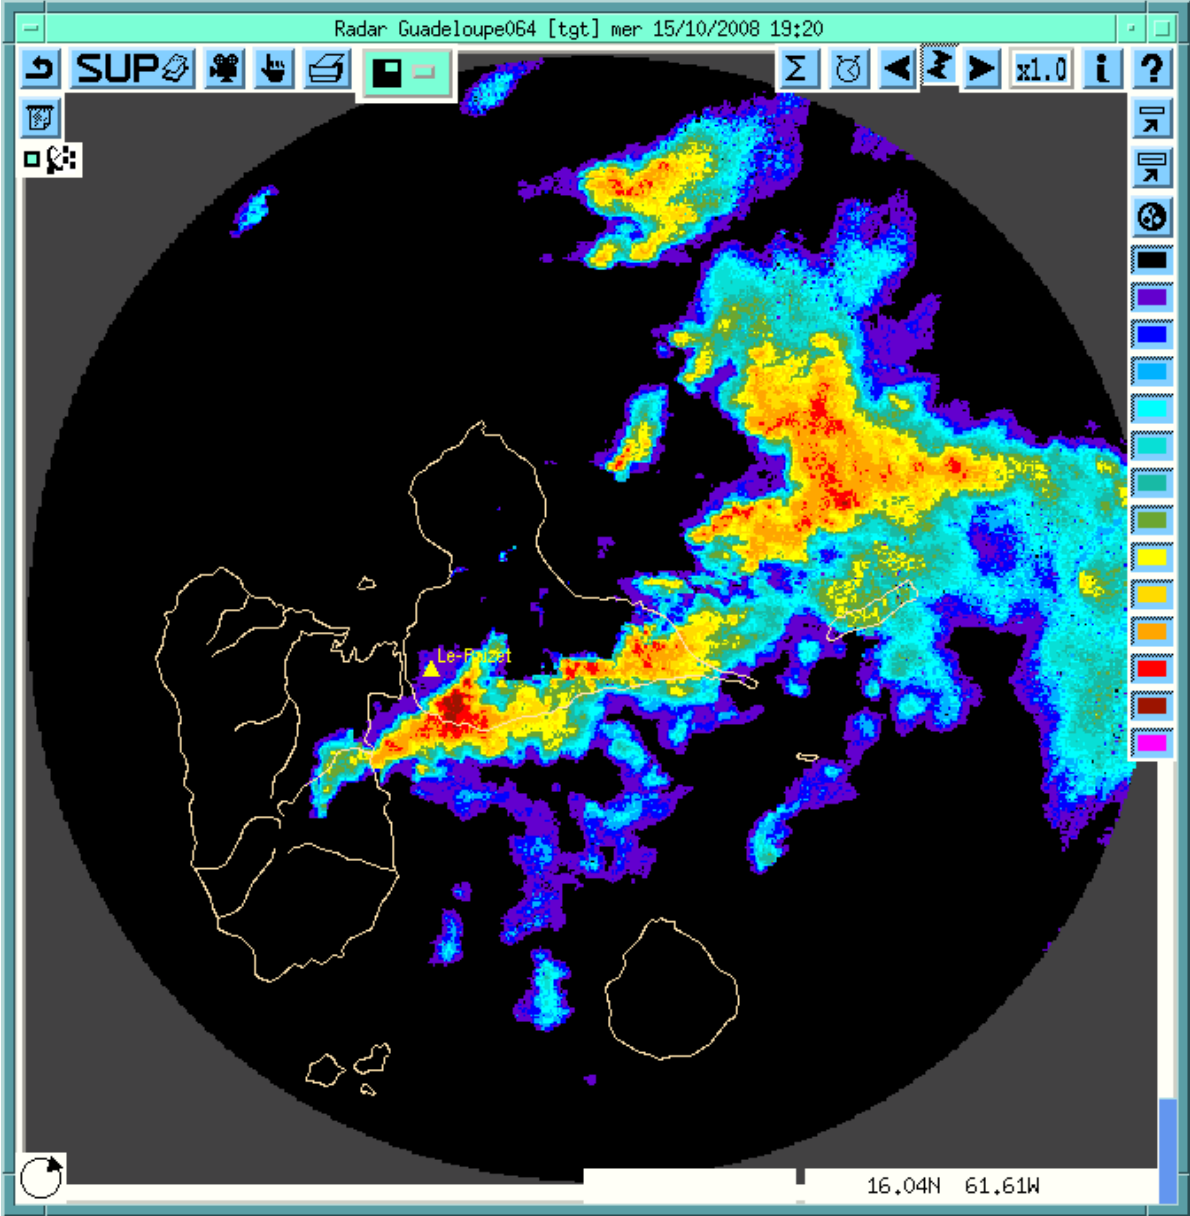 Radar Guadeloupe064 [tgt] mer 15/10/2008 19:20
SUP
Σ
x1.0
i
?
Le-Raizet
16.04N 61.61W